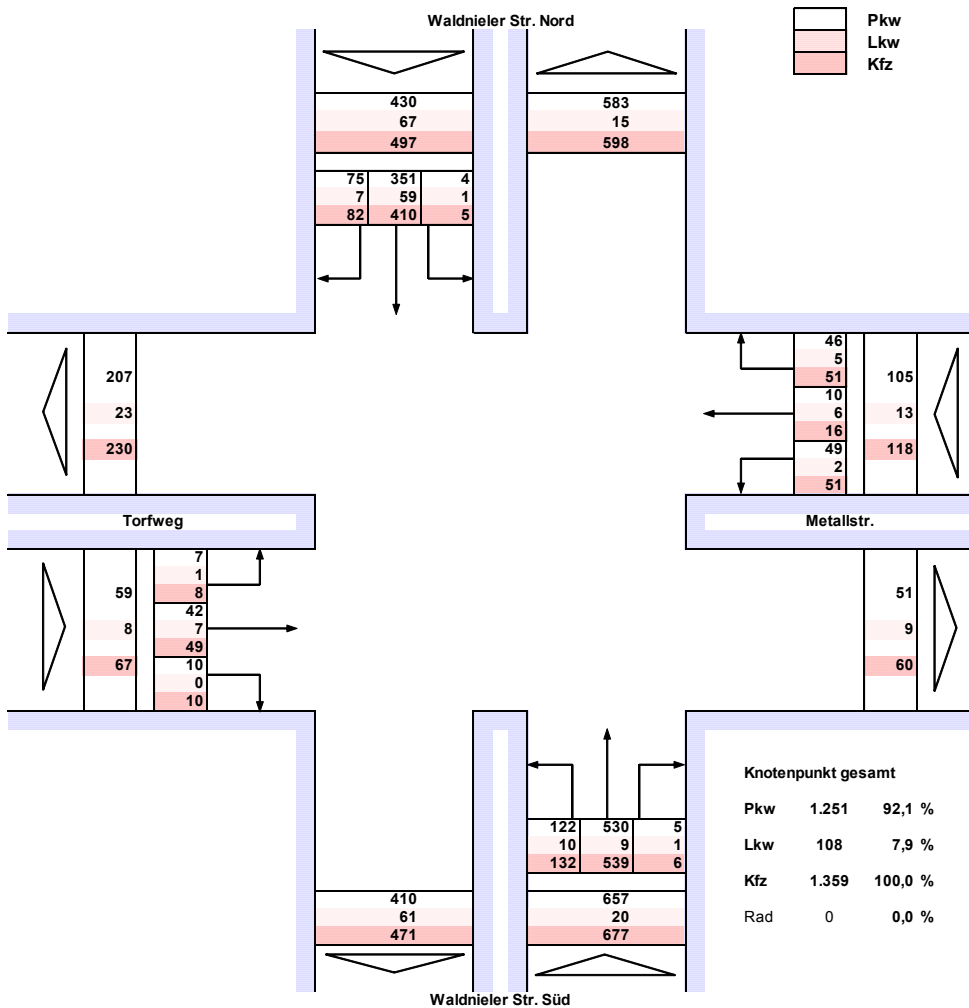 Waldnieler Str. Nord
Pkw
Lkw
Kfz
430
67
497
583
15
598
75 351 4
7 59 1
82 410 5
207
23
230
46
5
51
10
6
16
49
2
51
105
13
118
Torfweg
Metallstr.
59
8
67
7
1
8
42
7
49
10
0
10
51
9
60
122 530 5
10 9 1
132 539 6
410
61
471
657
20
677
Knotenpunkt gesamt
Pkw 1.251 92,1 %
Lkw 108 7,9 %
Kfz 1.359 100,0 %
Rad 0 0,0 %
Waldnieler Str. Süd